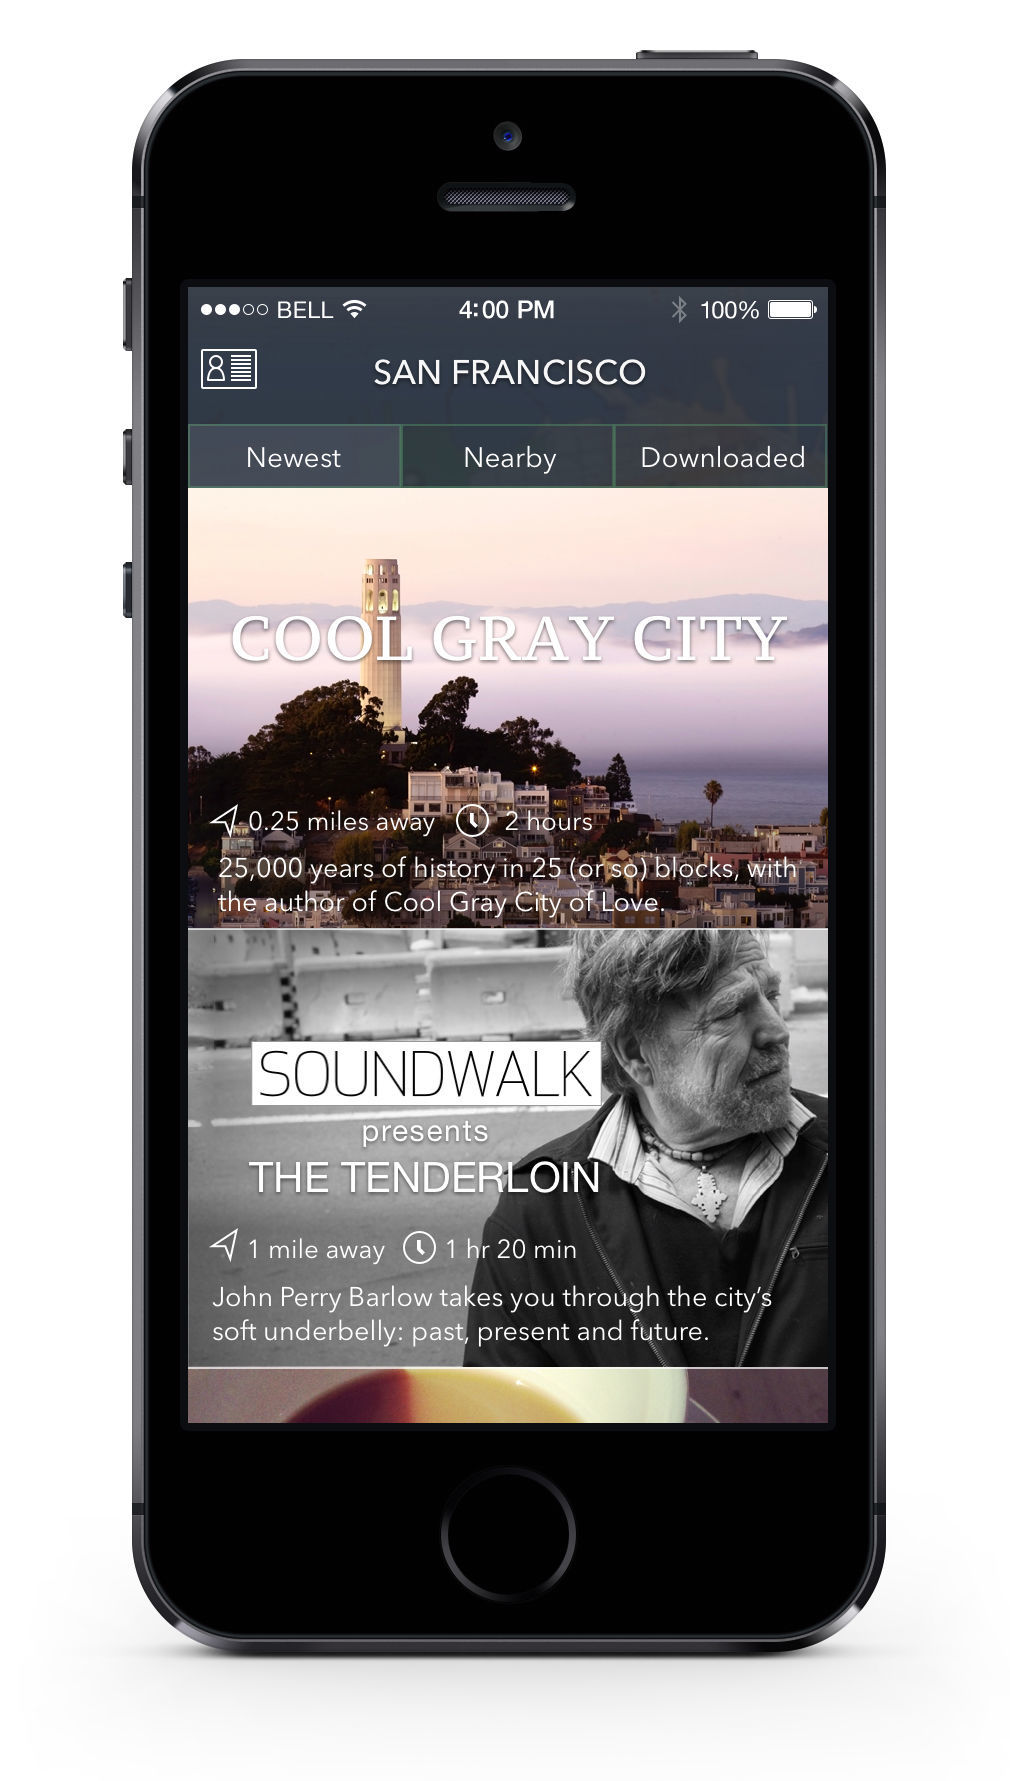 BELL 4:00 PM 100%
SAN FRANCISCO
Newest Nearby Downloaded
COOL GRAY CITY
0.25 miles away 2 hours
25,000 years of history in 25 (or so) blocks, with
the author of Cool Gray City of Love.
SOUNDWALK
presents
THE TENDERLOIN
1 mile away 1 hr 20 min
John Perry Barlow takes you through the city's
soft underbelly: past, present and future.